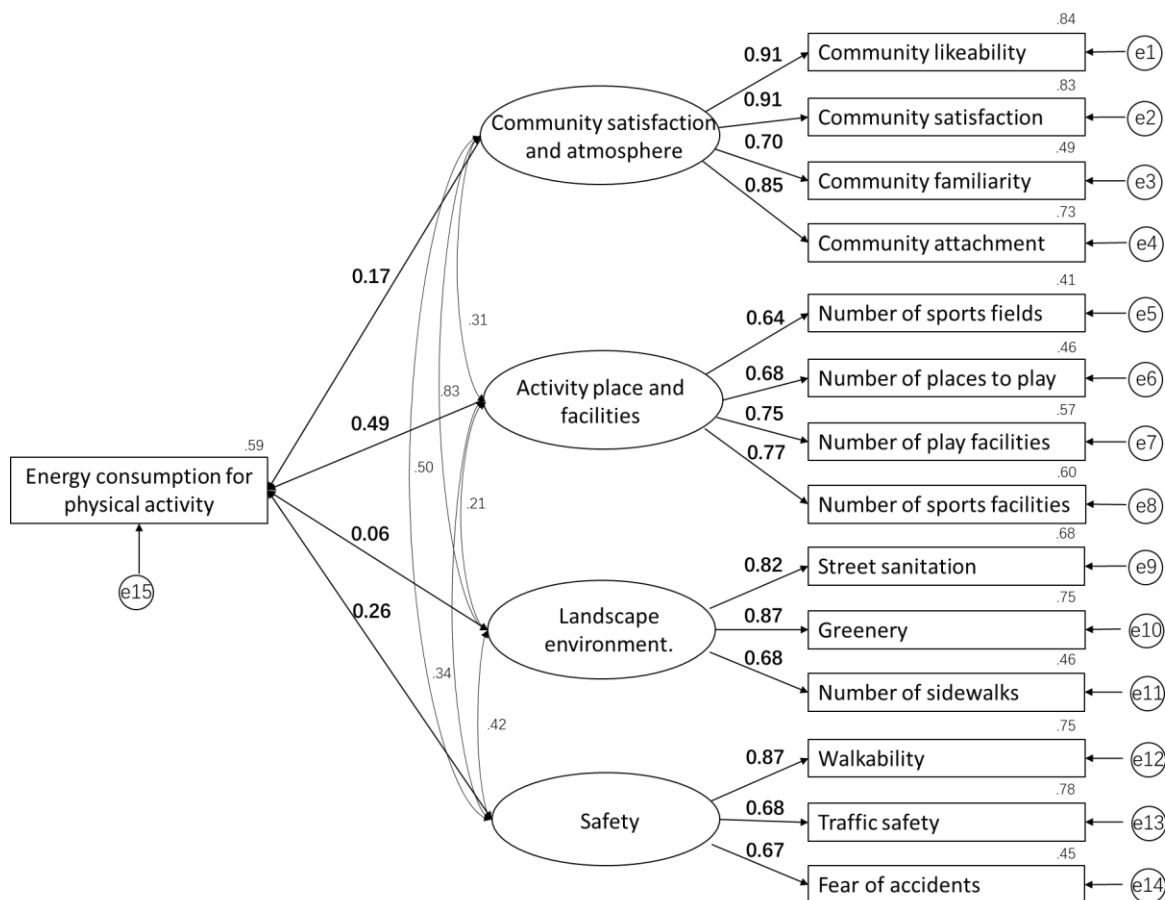 .84
0.91
Community likeability
e1
.83
0.91
Community satisfaction
and atmosphere
Community satisfaction
e2
.49
0.70
Community familiarity
e3
.73
0.85
Community attachment
e4
0.17
.31
.41
0.64
Number of sports fields
e5
.46
0.68
Activity place and
facilities
Number of places to play
e6
.83
.57
0.75
Number of play facilities
e7
0.49
.60
0.77
Number of sports facilities
e8
.59
Energy consumption for
physical activity
.50
.21
0.06
e15
0.26
.68
0.82
Street sanitation
e9
.75
0.87
Landscape
environment.
Greenery
e10
.46
0.68
Number of sidewalks
e11
.34
.42
.75
0.87
Walkability
e12
.78
0.68
Safety
Traffic safety
e13
.45
0.67
Fear of accidents
e14